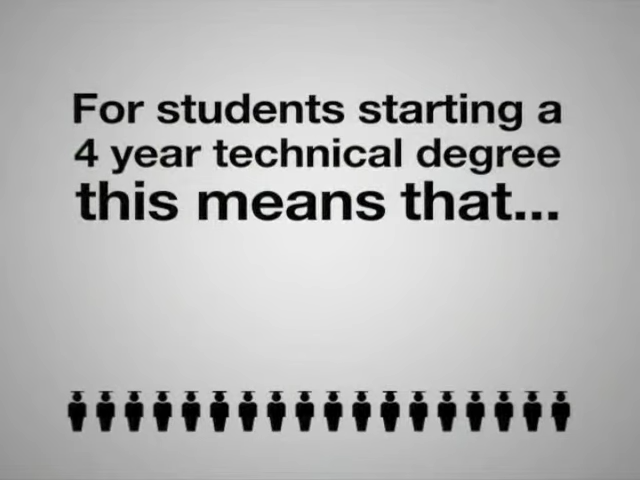 For students starting a
4 year technical degree
this means that...